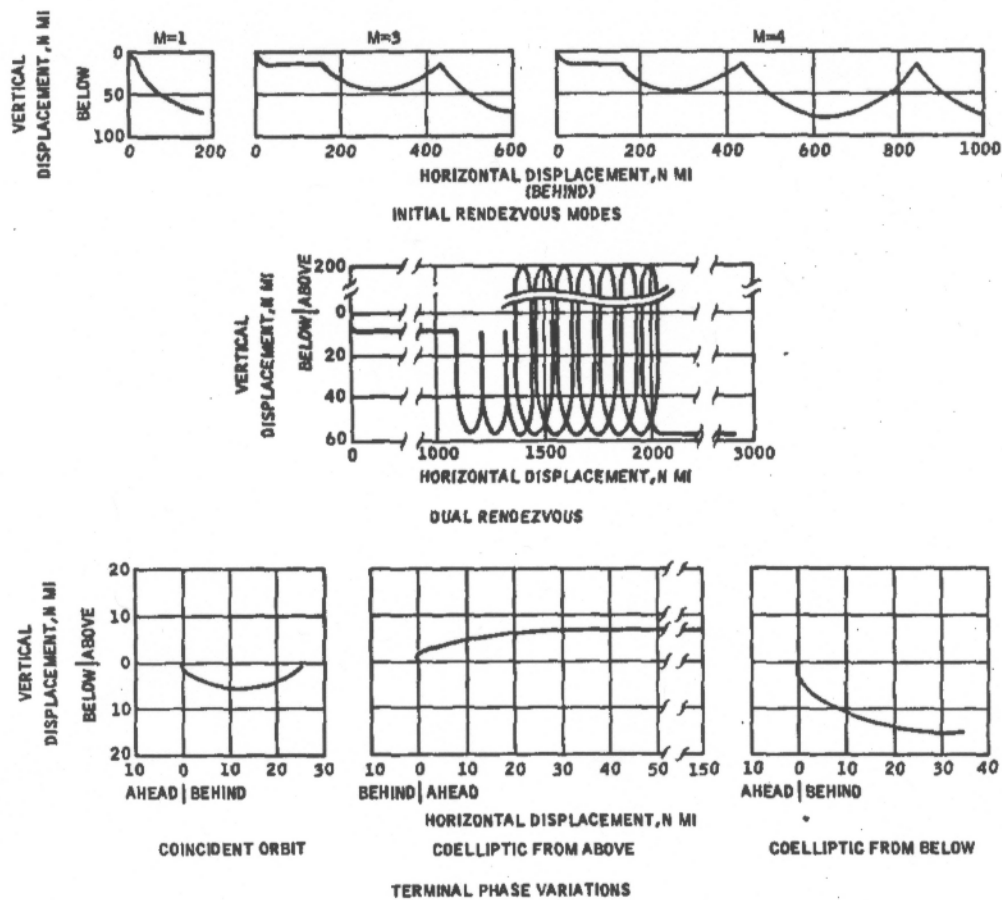 M=1 M=3 M=4
VERTICAL
DISPLACEMENT, N MI
BELOW
0
50
100
0 200 0 200 400 600 0 200 400 600 800 1000
HORIZONTAL DISPLACEMENT, N MI
(BEHIND)
INITIAL RENDEZVOUS MODES
VERTICAL
DISPLACEMENT, N MI
BELOW|ABOVE
200
0
20
40
60
0 1000 1500 2000 3000
HORIZONTAL DISPLACEMENT, N MI
DUAL RENDEZVOUS
VERTICAL
DISPLACEMENT, N MI
BELOW|ABOVE
20
10
0
10
20
10 0 10 20 30 10 0 10 20 30 40 50 150 10 0 10 20 30 40
AHEAD|BEHIND BEHIND|AHEAD AHEAD|BEHIND
HORIZONTAL DISPLACEMENT, N MI
COINCIDENT ORBIT COELLIPTIC FROM ABOVE COELLIPTIC FROM BELOW
TERMINAL PHASE VARIATIONS